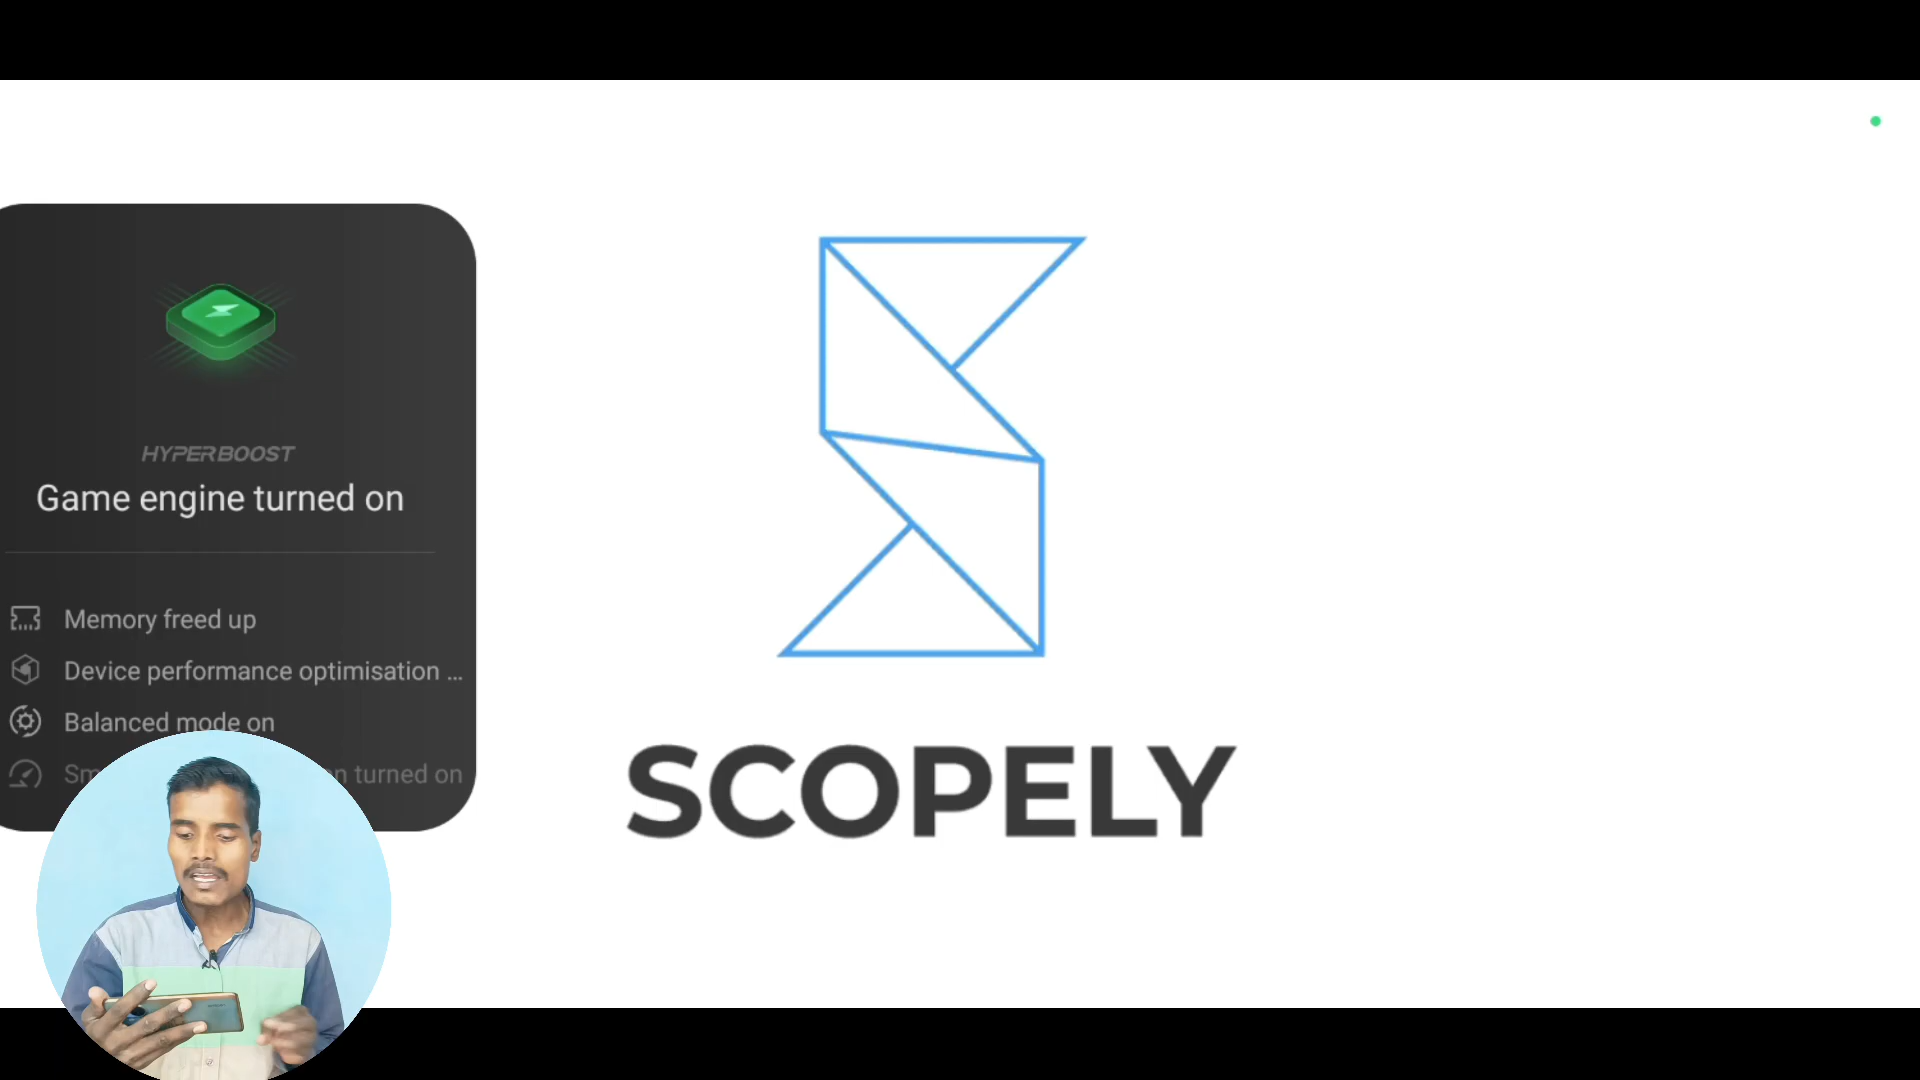 HYPERBOOST
Game engine turned on
Memory freed up
Device performance optimisation ...
Balanced mode on
n turned on
SCOPELY